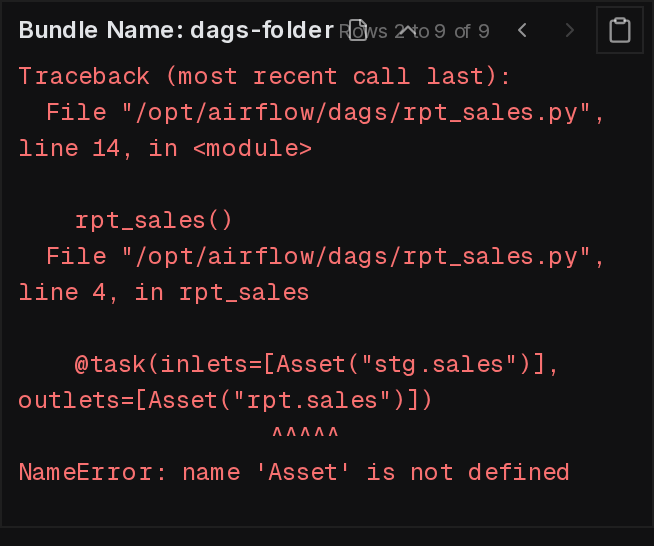 Bundle Name: dags-folder Rows 2 to 9 of 9
Traceback (most recent call last):
  File "/opt/airflow/dags/rpt_sales.py",
line 14, in <module>
    rpt_sales()
  File "/opt/airflow/dags/rpt_sales.py",
line 4, in rpt_sales
    @task(inlets=[Asset("stg.sales")],
outlets=[Asset("rpt.sales")])
                  ^^^^^
NameError: name 'Asset' is not defined